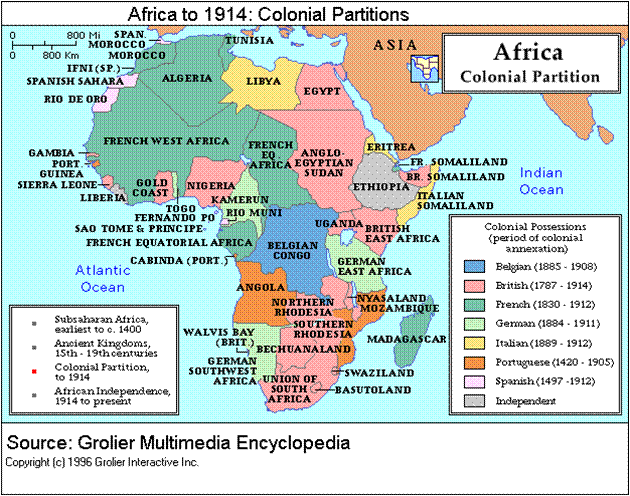 Africa to 1914: Colonial Partitions
0 800 Mi
0 800 Km
SPAN.
MOROCCO
MOROCCO
IFNI (SP.)
SPANISH SAHARA
RIO DE ORO
TUNISIA
ALGERIA
LIBYA
EGYPT
ASIA
Africa
Colonial Partition
FRENCH WEST AFRICA
FRENCH
EQ.
AFRICA
ANGLO-
EGYPTIAN
SUDAN
ERITREA
FR. SOMALILAND
BR. SOMALILAND
ITALIAN
SOMALILAND
ETHIOPIA
Indian
Ocean
GAMBIA
PORT.
GUINEA
SIERRA LEONE
LIBERIA
GOLD
COAST
TOGO
NIGERIA
KAMERUN
FERNANDO PO
RIO MUNI
SAO TOME & PRINCIPE
FRENCH EQUATORIAL AFRICA
CABINDA (PORT.)
UGANDA
BRITISH
EAST AFRICA
BELGIAN
CONGO
GERMAN
EAST AFRICA
Atlantic
Ocean
ANGOLA
NORTHERN
RHODESIA
NYASALAND
MOZAMBIQUE
SOUTHERN
RHODESIA
MADAGASCAR
WALVIS BAY
(BRIT.)
GERMAN
SOUTHWEST
AFRICA
BECHUANALAND
UNION OF
SOUTH
AFRICA
SWAZILAND
BASUTOLAND
Colonial Possessions
(period of colonial
annexation)
Belgian (1885 - 1908)
British (1787 - 1914)
French (1830 - 1912)
German (1884 - 1911)
Italian (1889 - 1912)
Portuguese (1420 - 1905)
Spanish (1497 -1912)
Independent
Subsaharan Africa,
earliest to c. 1400
Ancient Kingdoms,
15th - 19th centuries
Colonial Partition,
to 1914
African Independence,
1914 to present
Source: Grolier Multimedia Encyclopedia
Copyright (c) 1996 Grolier Interactive Inc.